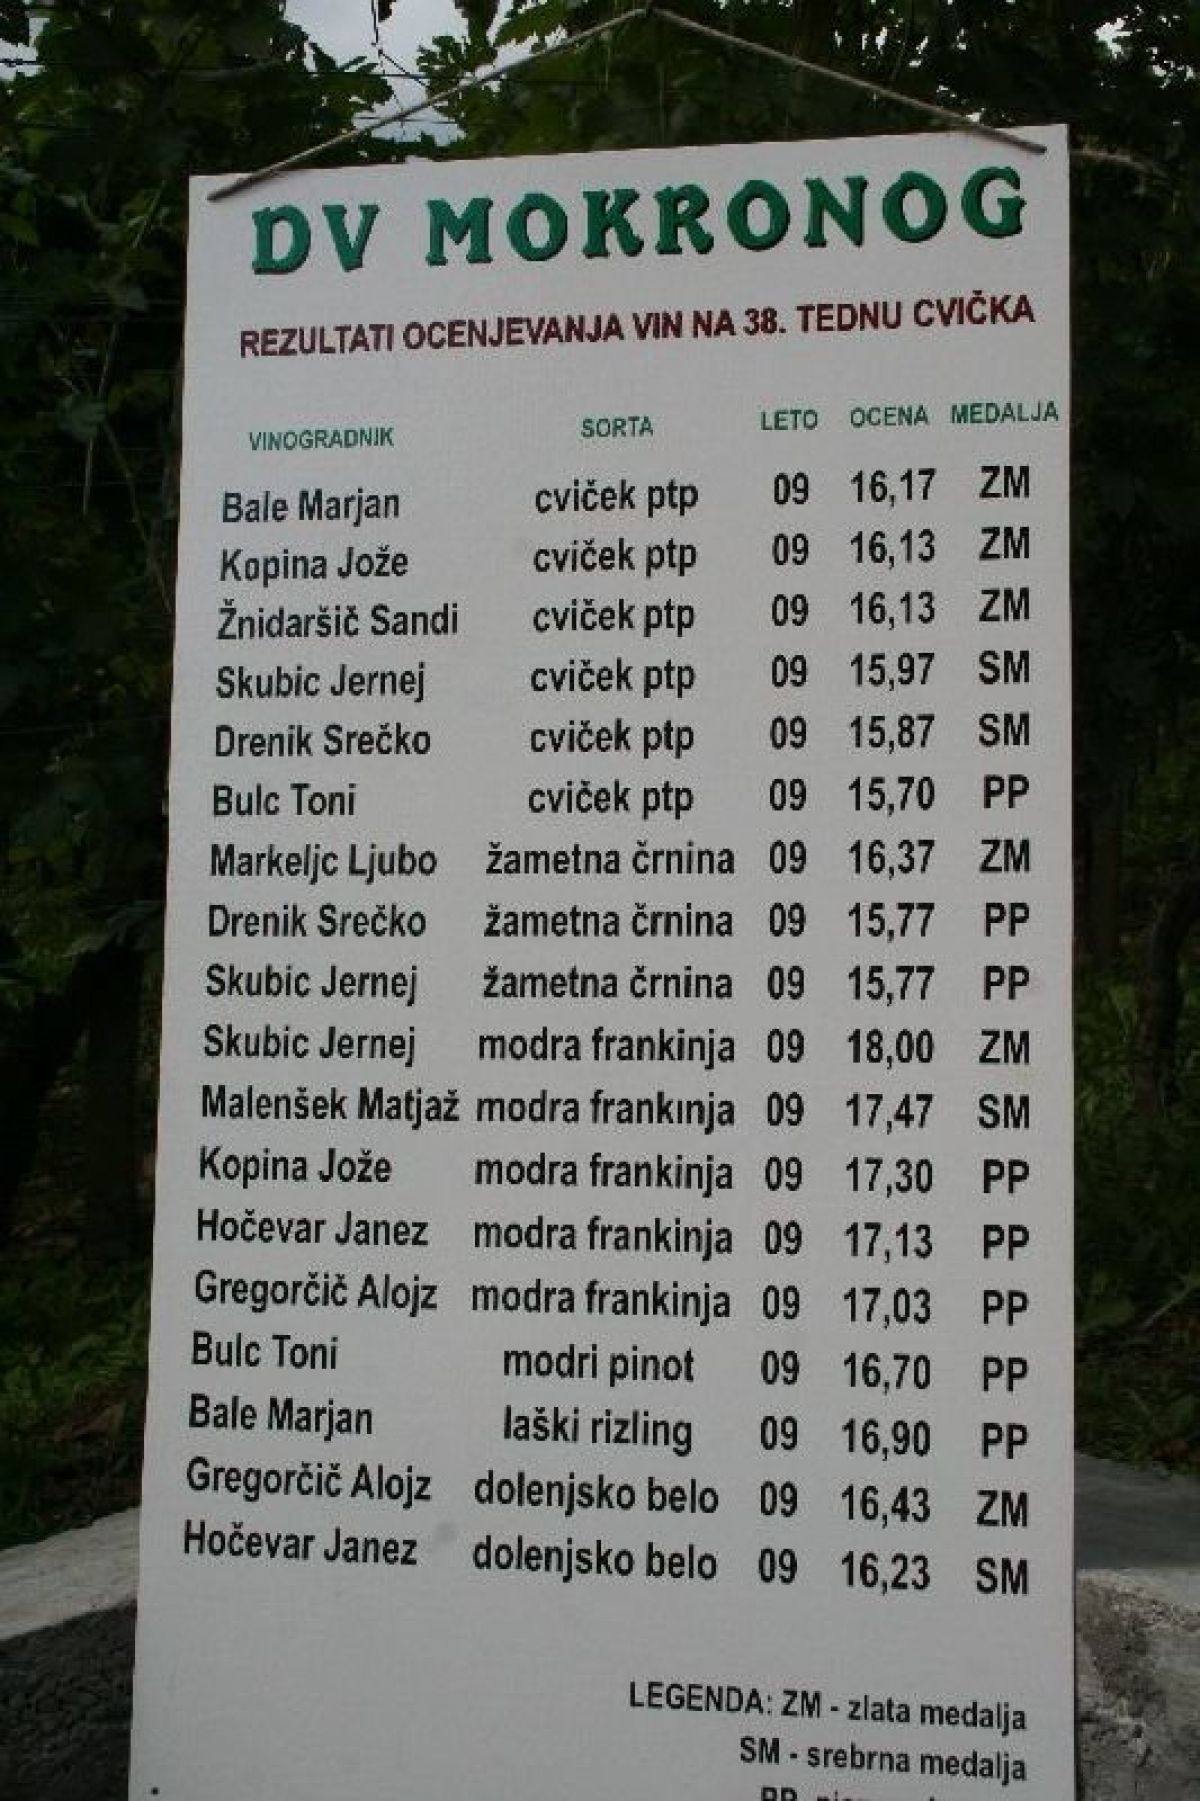 DV MOKRONOG
REZULTATI OCENJEVANJA VIN NA 38. TEDNU CVIČKA
VINOGRADNIK SORTA LETO OCENA MEDALJA
Bale Marjan cviček ptp 09 16,17 ZM
Kopina Jože cviček ptp 09 16,13 ZM
Žnidaršič Sandi cviček ptp 09 16,13 ZM
Skubic Jernej cviček ptp 09 15,97 SM
Drenik Srečko cviček ptp 09 15,87 SM
Bulc Toni cviček ptp 09 15,70 PP
Markeljc Ljubo žametna črnina 09 16,37 ZM
Drenik Srečko žametna črnina 09 15,77 PP
Skubic Jernej žametna črnina 09 15,77 PP
Skubic Jernej modra frankinja 09 18,00 ZM
Malenšek Matjaž modra frankinja 09 17,47 SM
Kopina Jože modra frankinja 09 17,30 PP
Hočevar Janez modra frankinja 09 17,13 PP
Gregorčič Alojz modra frankinja 09 17,03 PP
Bulc Toni modri pinot 09 16,70 PP
Bale Marjan laški rizling 09 16,90 PP
Gregorčič Alojz dolenjsko belo 09 16,43 ZM
Hočevar Janez dolenjsko belo 09 16,23 SM
LEGENDA: ZM - zlata medalja
SM - srebrna medalja
PP -